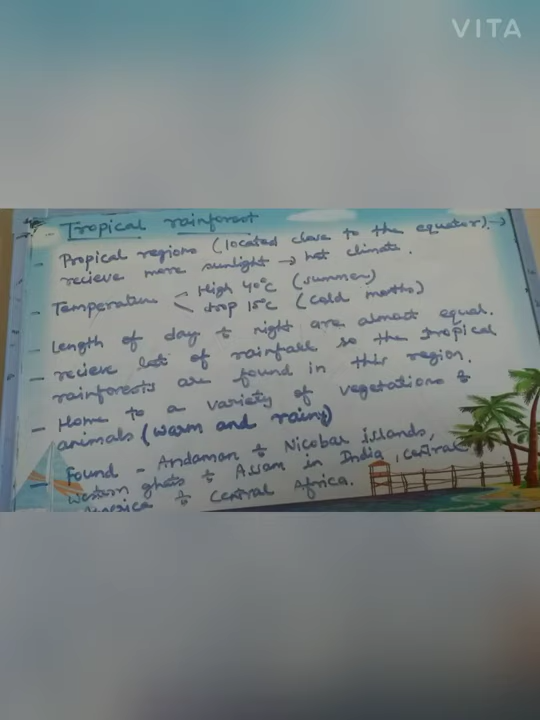 VITA
Tropical rainforest
- Tropical regions (located close to the equator) →
recieve more sunlight → hot climate.
- Temperature < High 40°C (summer)
drop 15°C (cold months)
- Length of day & night are almost equal.
- recieve lot of rainfall so the tropical
rainforests are found in this region.
- Home to a variety of vegetations &
animals (warm and rainy)
- Found - Andaman & Nicobar islands,
western ghats & Assam in India, central
America & Central Africa.